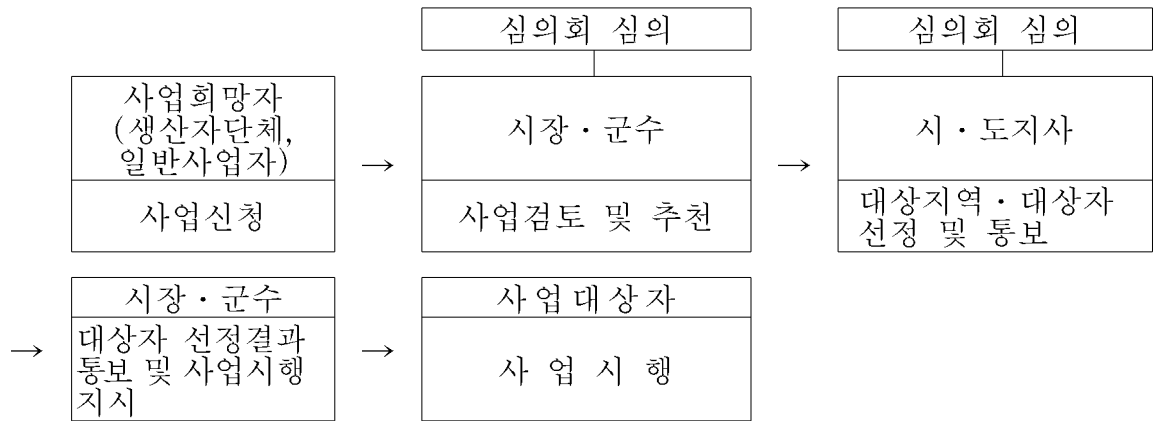 심의회 심의
심의회 심의
사업희망자
(생산자단체,
일반사업자)
사업신청
→
시장·군수
사업검토 및 추천
→
시·도지사
대상지역·대상자
선정 및 통보
→
시장·군수
대상자 선정결과
통보 및 사업시행
지시
→
사업대상자
사 업 시 행